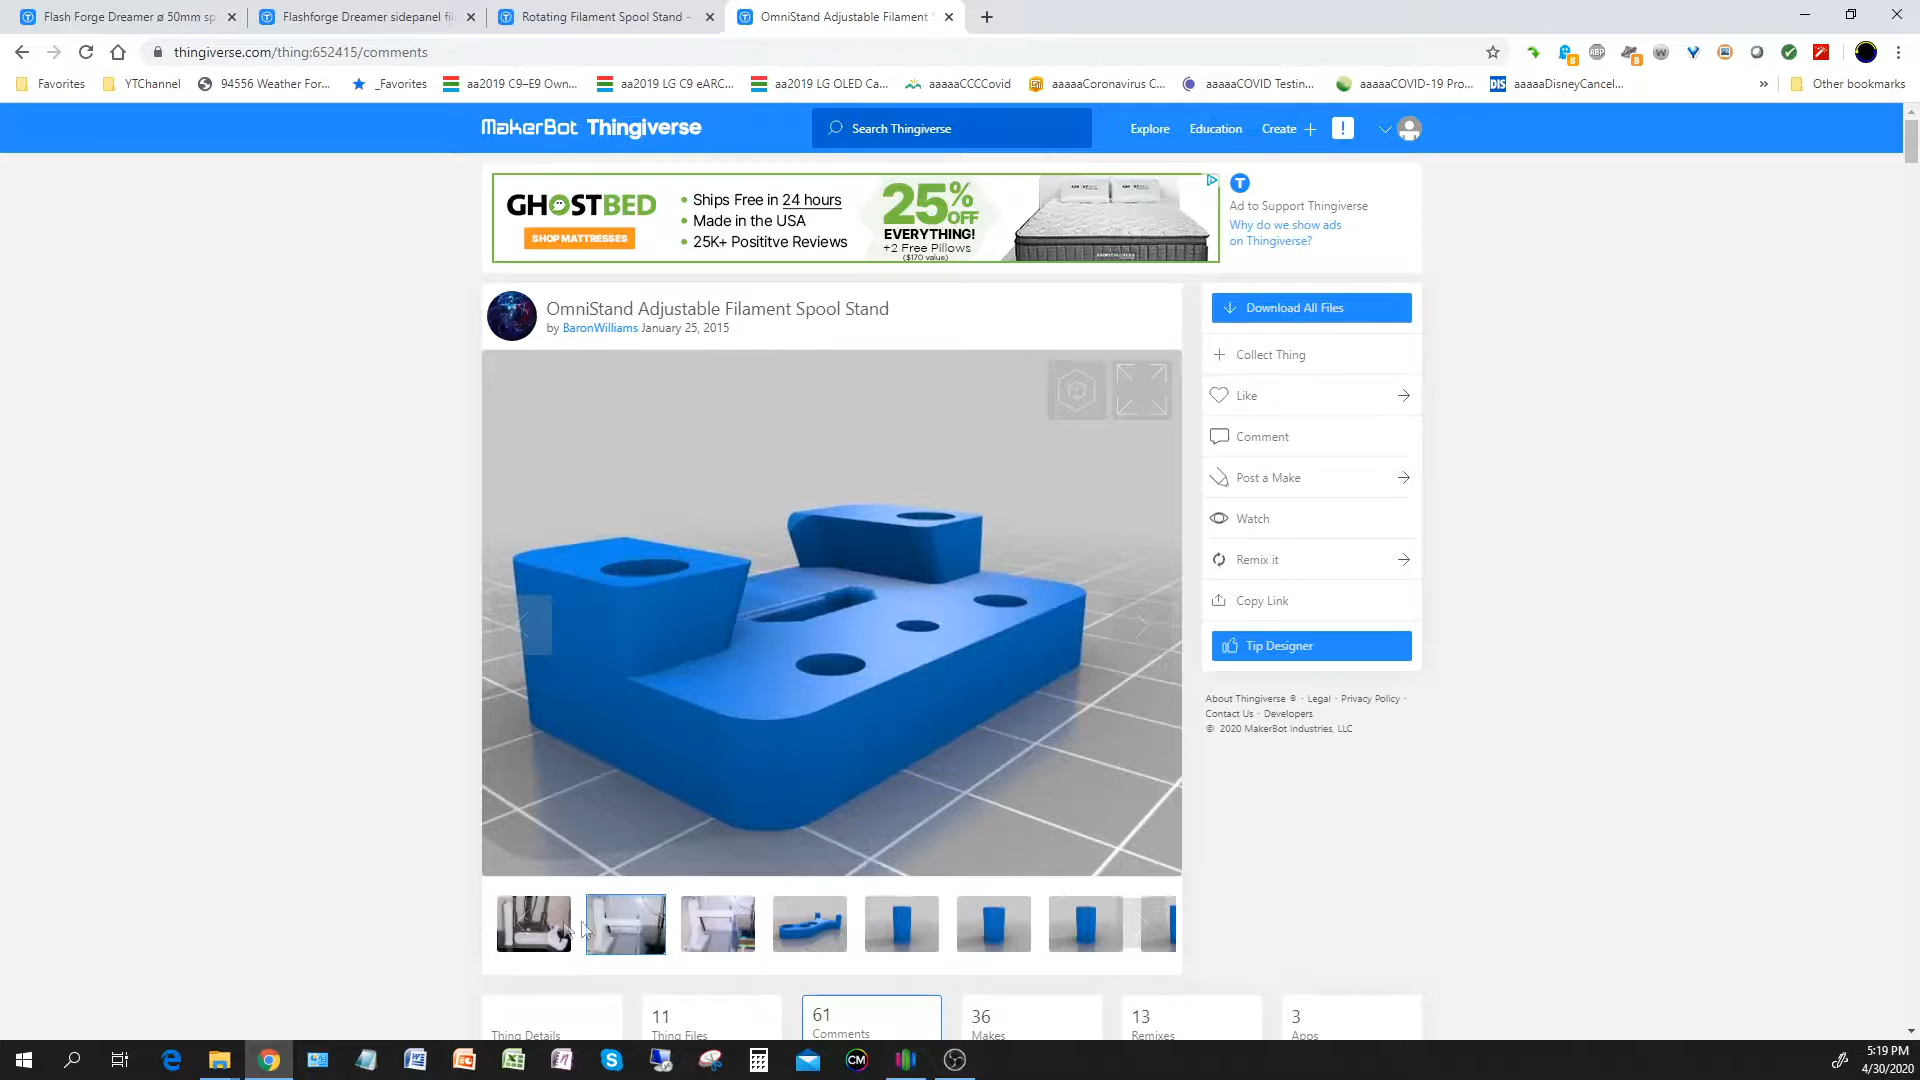 Flash Forge Dreamer ø 50mm sp
Flashforge Dreamer sidepanel fil
Rotating Filament Spool Stand -
OmniStand Adjustable Filament S
thingiverse.com/thing:652415/comments
Favorites
YTChannel
94556 Weather For...
_Favorites
aa2019 C9–E9 Own...
aa2019 LG C9 eARC...
aa2019 LG OLED Ca...
aaaaaCCCCovid
aaaaaCoronavirus C...
aaaaaCOVID Testin...
aaaaaCOVID-19 Pro...
DIS
aaaaaDisneyCancel...
»
Other bookmarks
MakerBot Thingiverse
Search Thingiverse
Explore
Education
Create
GHOSTBED
SHOP MATTRESSES
• Ships Free in 24 hours
• Made in the USA
• 25K+ Posititve Reviews
25% OFF
EVERYTHING!
+2 Free Pillows
($170 value)
Ad to Support Thingiverse
Why do we show ads
on Thingiverse?
OmniStand Adjustable Filament Spool Stand
by BaronWilliams January 25, 2015
Download All Files
Collect Thing
Like
Comment
Post a Make
Watch
Remix it
Copy Link
Tip Designer
About Thingiverse ® · Legal · Privacy Policy ·
Contact Us · Developers
© 2020 MakerBot Industries, LLC
Thing Details
11
Thing Files
61
Comments
36
Makes
13
Remixes
3
Apps
5:19 PM
4/30/2020